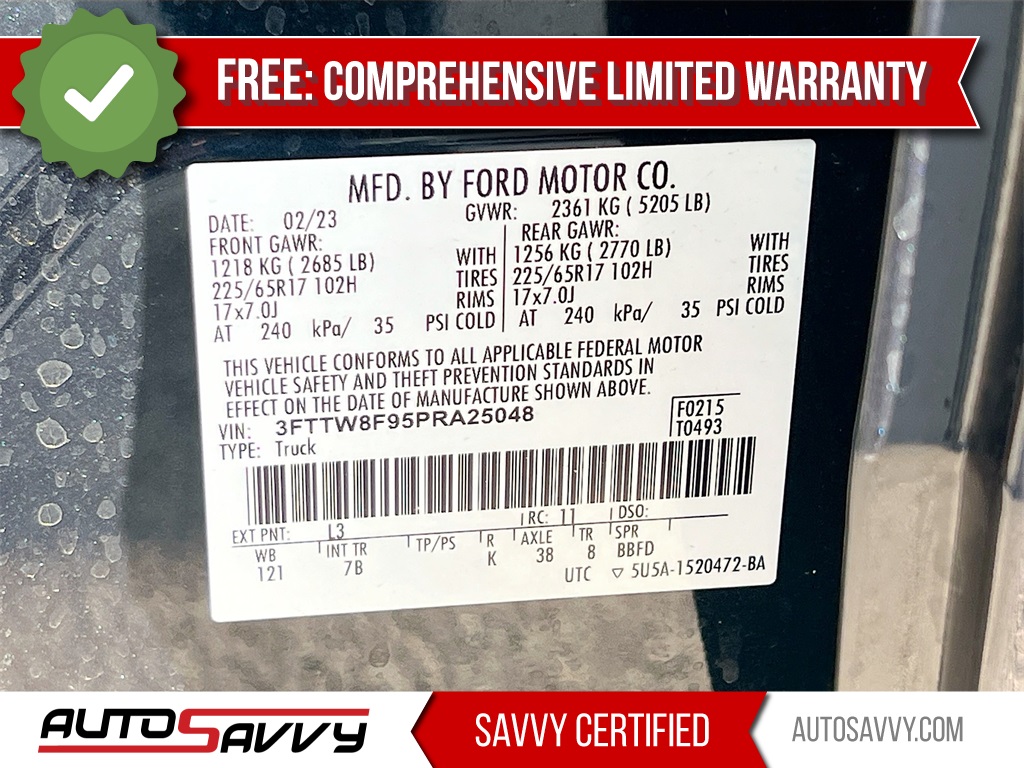 FREE: COMPREHENSIVE LIMITED WARRANTY
MFD. BY FORD MOTOR CO.
DATE: 02/23 GVWR: 2361 KG ( 5205 LB)
FRONT GAWR: REAR GAWR:
1218 KG ( 2685 LB) WITH 1256 KG ( 2770 LB) WITH
225/65R17 102H TIRES 225/65R17 102H TIRES
17x7.0J RIMS 17x7.0J RIMS
AT 240 kPa/ 35 PSI COLD AT 240 kPa/ 35 PSI COLD
THIS VEHICLE CONFORMS TO ALL APPLICABLE FEDERAL MOTOR
VEHICLE SAFETY AND THEFT PREVENTION STANDARDS IN
EFFECT ON THE DATE OF MANUFACTURE SHOWN ABOVE.
VIN: 3FTTW8F95PRA25048 F0215
TYPE: Truck T0493
EXT PNT: L3 RC: 11 DSO:
WB INT TR TP/PS R AXLE TR SPR
121 7B K 38 8 BBFD
UTC ▽ 5U5A-1520472-BA
AUTOSAVVY SAVVY CERTIFIED AUTOSAVVY.COM